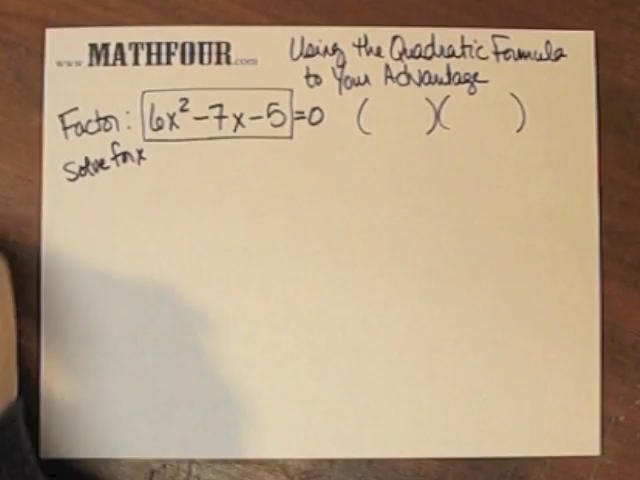 www.MATHFOUR.com
Using the Quadratic Formula
to Your Advantage
Factor: 6x² - 7x - 5 = 0 ( )( )
Solve for x